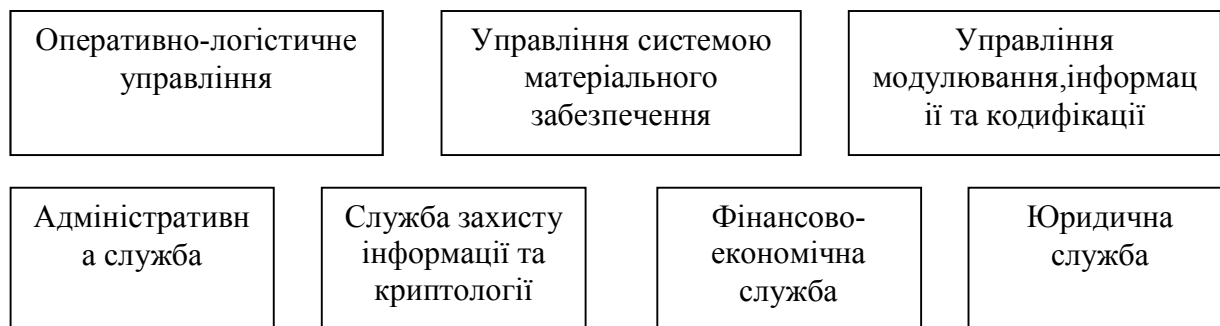 Оперативно-логістичне
управління
Управління системою
матеріального
забезпечення
Управління
модулювання,інформац
ії та кодифікації
Адміністративн
а служба
Служба захисту
інформації та
криптології
Фінансово-
економічна
служба
Юридична
служба